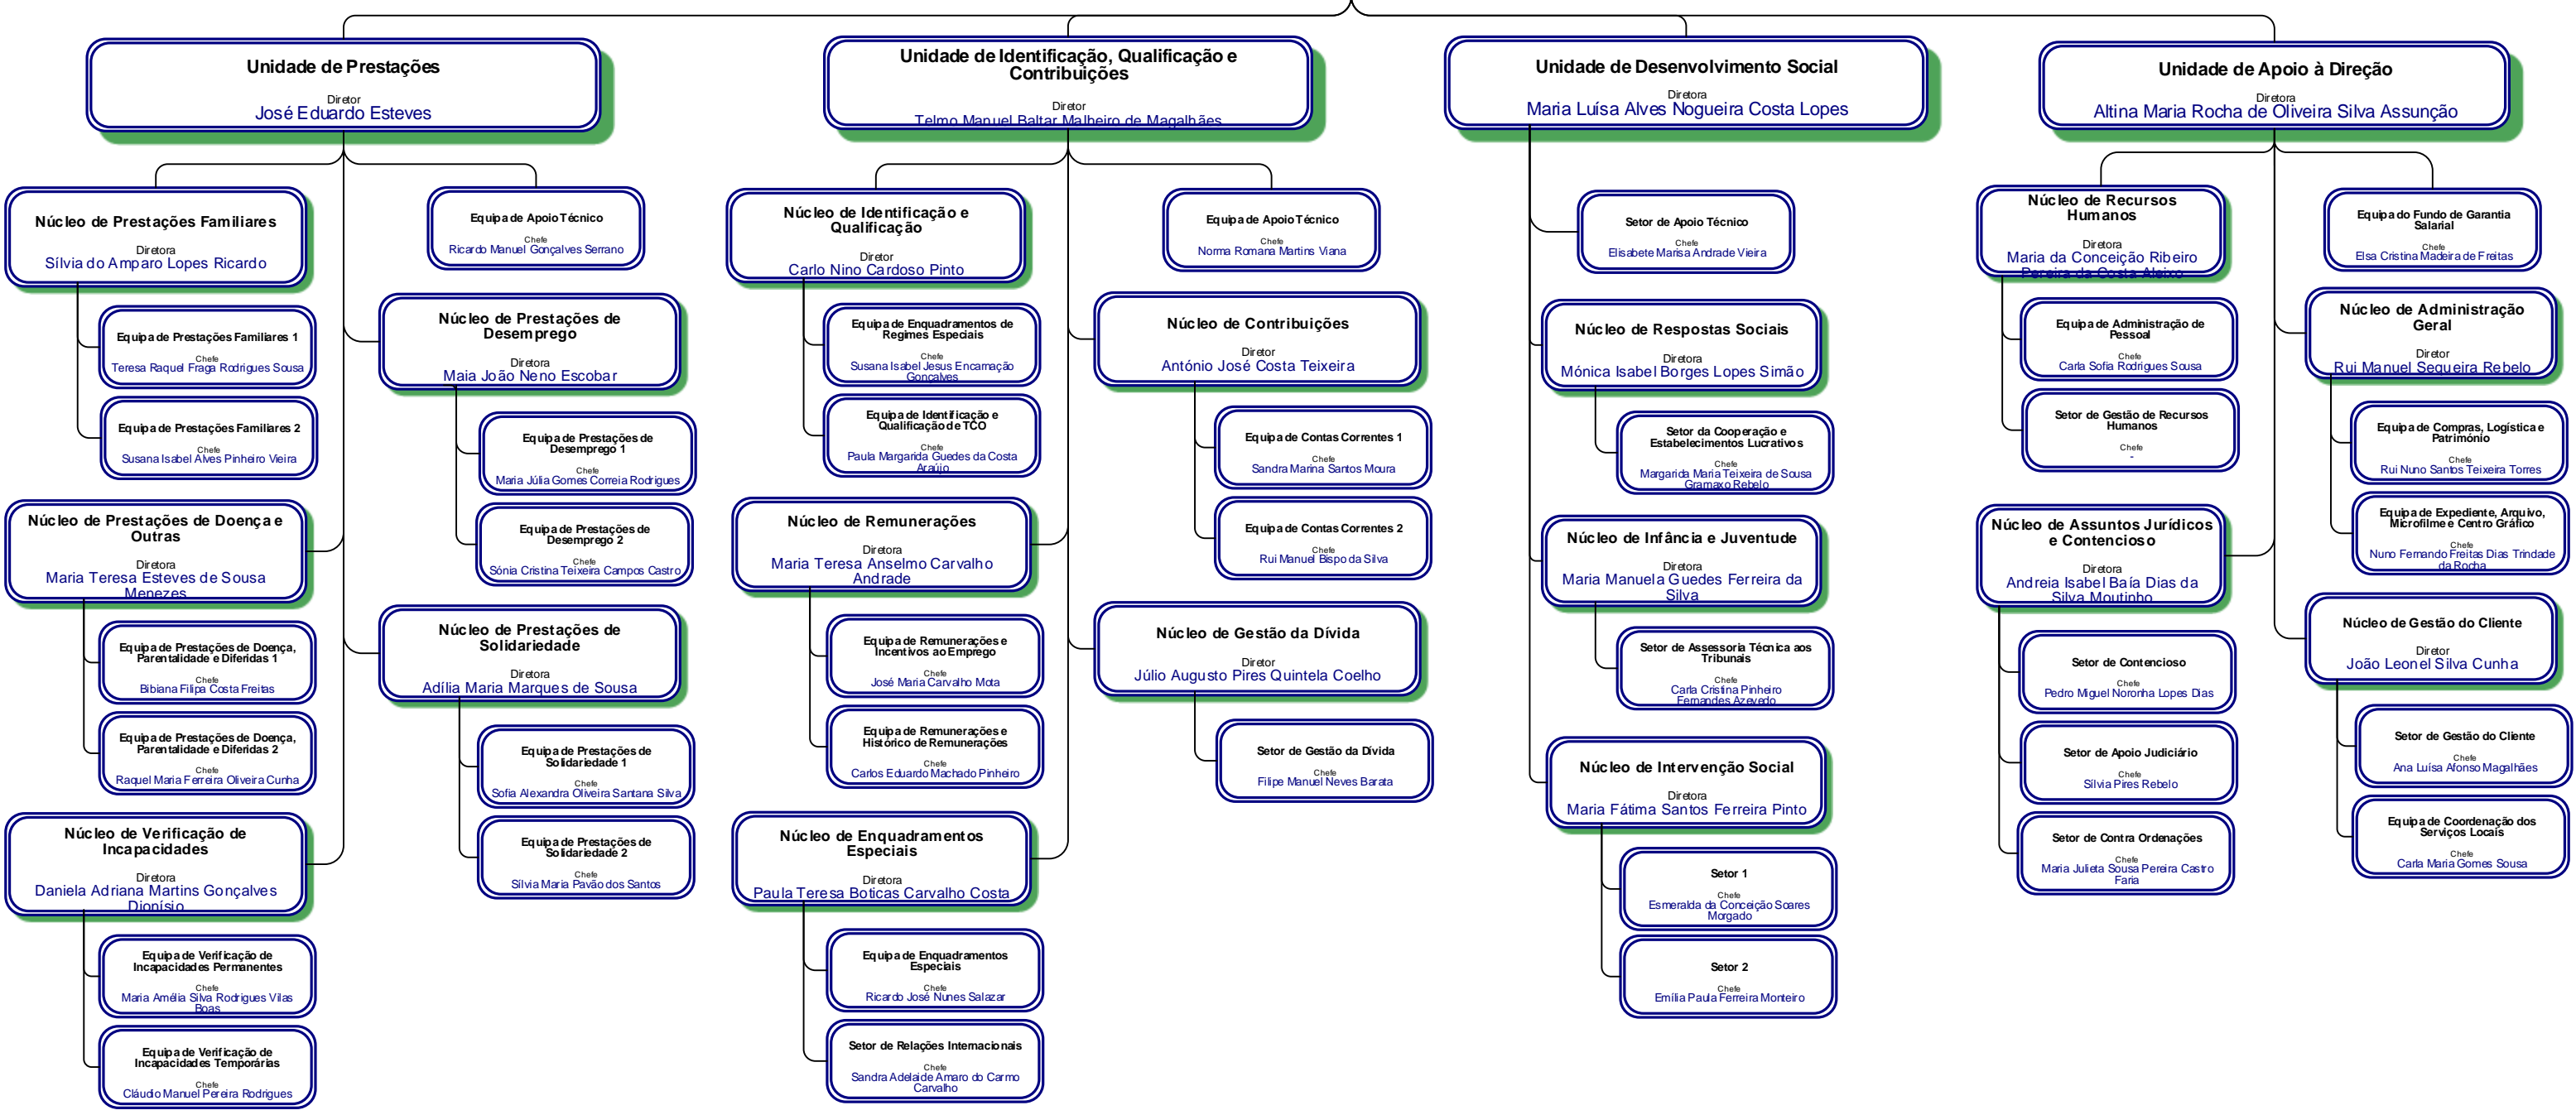 Unidade de Prestações
Diretor
José Eduardo Esteves
Núcleo de Prestações Familiares
Diretora
Sílvia do Amparo Lopes Ricardo
Equipa de Prestações Familiares 1
Chefe
Teresa Raquel Fraga Rodrigues Sousa
Equipa de Prestações Familiares 2
Chefe
Susana Isabel Alves Pinheiro Vieira
Núcleo de Prestações de Doença e
Outras
Diretora
Maria Teresa Esteves de Sousa
Menezes
Equipa de Prestações de Doença,
Parentalidade e Diferidas 1
Chefe
Bibiana Filipa Costa Freitas
Equipa de Prestações de Doença,
Parentalidade e Diferidas 2
Chefe
Raquel Maria Ferreira Oliveira Cunha
Núcleo de Verificação de
Incapacidades
Diretora
Daniela Adriana Martins Gonçalves
Dionísio
Equipa de Verificação de
Incapacidades Permanentes
Chefe
Maria Amélia Silva Rodrigues Vilas
Boas
Equipa de Verificação de
Incapacidades Temporárias
Chefe
Cláudio Manuel Pereira Rodrigues
Equipa de Apoio Técnico
Chefe
Ricardo Manuel Gonçalves Serrano
Núcleo de Prestações de
Desemprego
Diretora
Maia João Neno Escobar
Equipa de Prestações de
Desemprego 1
Chefe
Maria Júlia Gomes Correia Rodrigues
Equipa de Prestações de
Desemprego 2
Chefe
Sónia Cristina Teixeira Campos Castro
Núcleo de Prestações de
Solidariedade
Diretora
Adília Maria Marques de Sousa
Equipa de Prestações de
Solidariedade 1
Chefe
Sofia Alexandra Oliveira Santana Silva
Equipa de Prestações de
Solidariedade 2
Chefe
Sílvia Maria Pavão dos Santos
Unidade de Identificação, Qualificação e
Contribuições
Diretor
Telmo Manuel Baltar Malheiro de Magalhães
Núcleo de Identificação e
Qualificação
Diretor
Carlo Nino Cardoso Pinto
Equipa de Enquadramentos de
Regimes Especiais
Chefe
Susana Isabel Jesus Encarnação
Gonçalves
Equipa de Identificação e
Qualificação de TCO
Chefe
Paula Margarida Guedes da Costa
Araújo
Núcleo de Remunerações
Diretora
Maria Teresa Anselmo Carvalho
Andrade
Equipa de Remunerações e
Incentivos ao Emprego
Chefe
José Maria Carvalho Mota
Equipa de Remunerações e
Histórico de Remunerações
Chefe
Carlos Eduardo Machado Pinheiro
Núcleo de Enquadramentos
Especiais
Diretora
Paula Teresa Boticas Carvalho Costa
Equipa de Enquadramentos
Especiais
Chefe
Ricardo José Nunes Salazar
Setor de Relações Internacionais
Chefe
Sandra Adelaide Amaro do Carmo
Carvalho
Equipa de Apoio Técnico
Chefe
Norma Romana Martins Viana
Núcleo de Contribuições
Diretor
António José Costa Teixeira
Equipa de Contas Correntes 1
Chefe
Sandra Marina Santos Moura
Equipa de Contas Correntes 2
Chefe
Rui Manuel Bispo da Silva
Núcleo de Gestão da Dívida
Diretor
Júlio Augusto Pires Quintela Coelho
Setor de Gestão da Dívida
Chefe
Filipe Manuel Neves Barata
Unidade de Desenvolvimento Social
Diretora
Maria Luísa Alves Nogueira Costa Lopes
Setor de Apoio Técnico
Chefe
Elisabete Marisa Andrade Vieira
Núcleo de Respostas Sociais
Diretora
Mónica Isabel Borges Lopes Simão
Setor da Cooperação e
Estabelecimentos Lucrativos
Chefe
Margarida Maria Teixeira de Sousa
Gramaxo Rebelo
Núcleo de Infância e Juventude
Diretora
Maria Manuela Guedes Ferreira da
Silva
Setor de Assessoria Técnica aos
Tribunais
Chefe
Carla Cristina Pinheiro
Fernandes Azevedo
Núcleo de Intervenção Social
Diretora
Maria Fátima Santos Ferreira Pinto
Setor 1
Chefe
Esmeralda da Conceição Soares
Morgado
Setor 2
Chefe
Emília Paula Ferreira Monteiro
Unidade de Apoio à Direção
Diretora
Altina Maria Rocha de Oliveira Silva Assunção
Núcleo de Recursos
Humanos
Diretora
Maria da Conceição Ribeiro
Pereira da Costa Aleixo
Equipa de Administração de
Pessoal
Chefe
Carla Sofia Rodrigues Sousa
Setor de Gestão de Recursos
Humanos
Chefe
-
Núcleo de Assuntos Jurídicos
e Contencioso
Diretora
Andreia Isabel Baía Dias da
Silva Moutinho
Setor de Contencioso
Chefe
Pedro Miguel Noronha Lopes Dias
Setor de Apoio Judiciário
Chefe
Sílvia Pires Rebelo
Setor de Contra Ordenações
Chefe
Maria Julieta Sousa Pereira Castro
Faria
Equipa do Fundo de Garantia
Salarial
Chefe
Elsa Cristina Madeira de Freitas
Núcleo de Administração
Geral
Diretor
Rui Manuel Sequeira Rebelo
Equipa de Compras, Logística e
Património
Chefe
Rui Nuno Santos Teixeira Torres
Equipa de Expediente, Arquivo,
Microfilme e Centro Gráfico
Chefe
Nuno Fernando Freitas Dias Trindade
da Rocha
Núcleo de Gestão do Cliente
Diretor
João Leonel Silva Cunha
Setor de Gestão do Cliente
Chefe
Ana Luísa Afonso Magalhães
Equipa de Coordenação dos
Serviços Locais
Chefe
Carla Maria Gomes Sousa